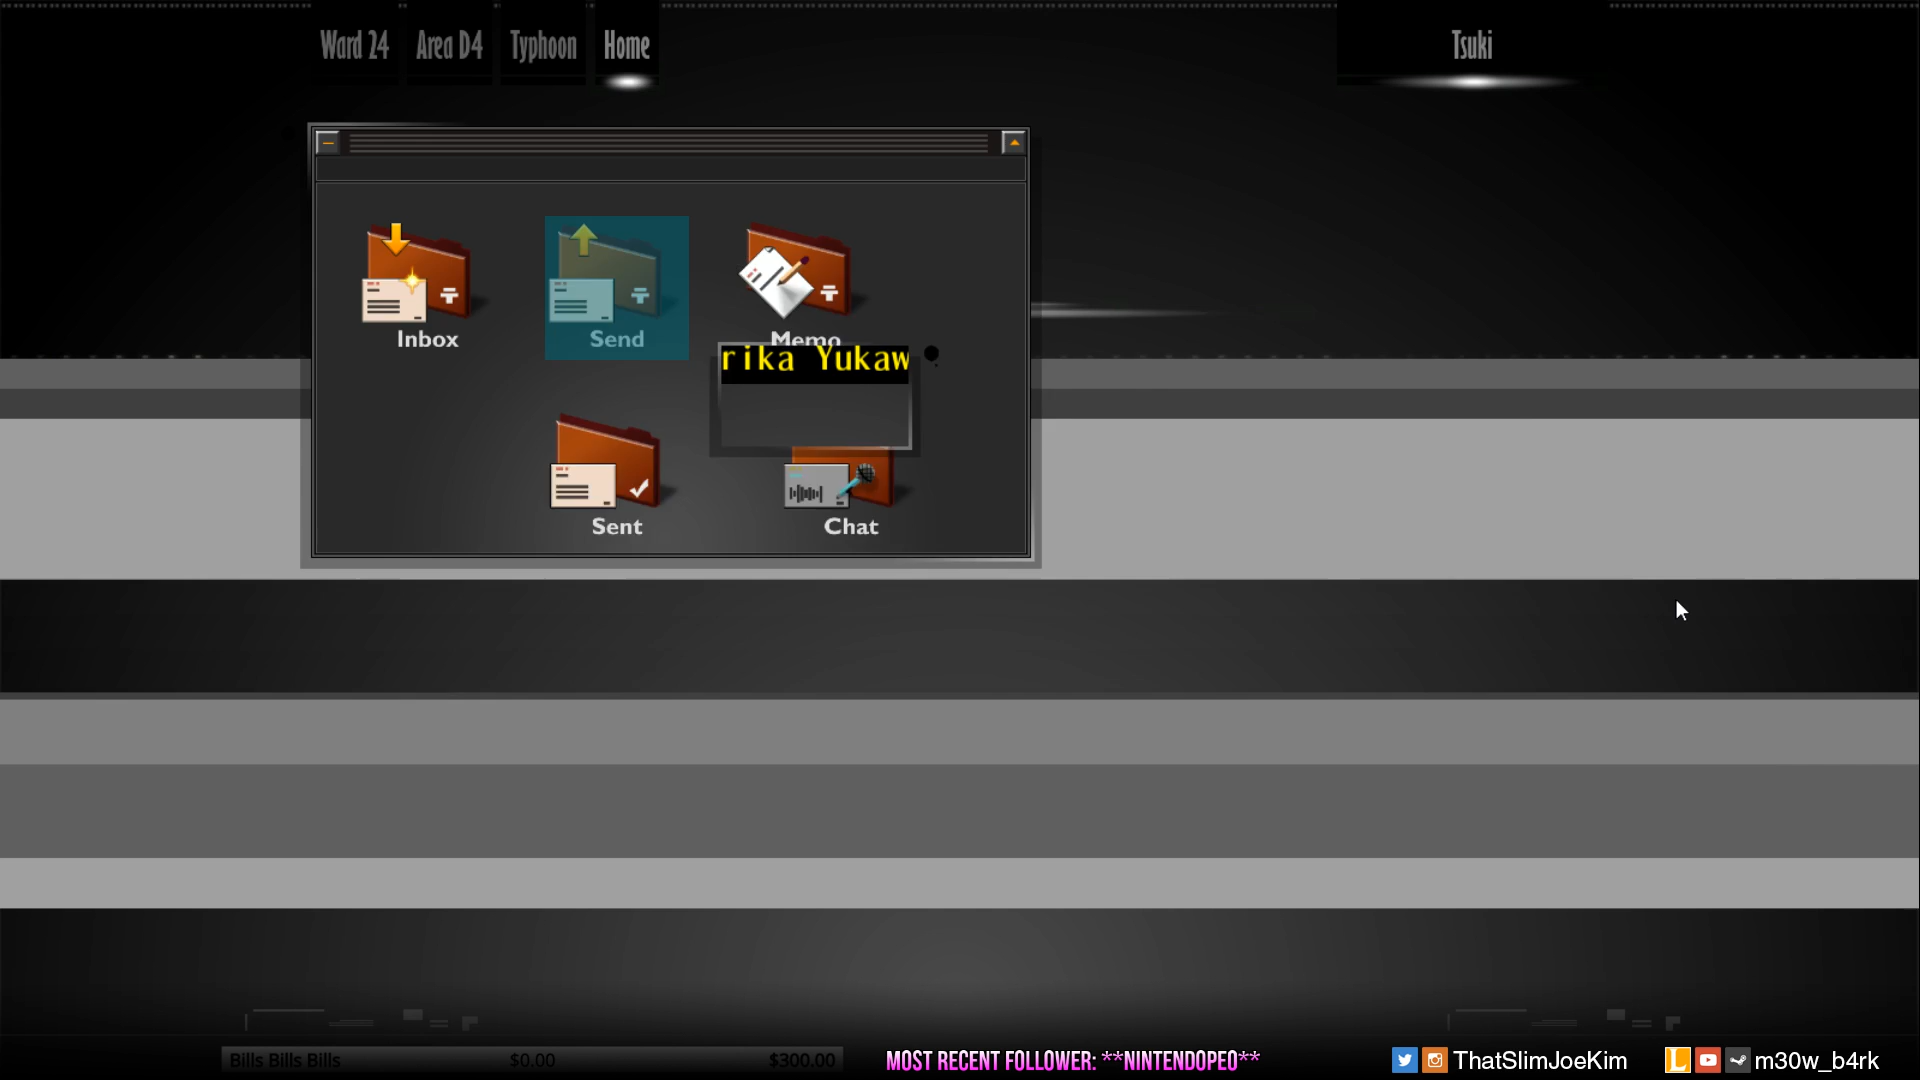 Ward 24 Area D4 Typhoon Home Tsuki
Inbox Send Memo
rika Yukaw
Sent Chat
Bills Bills Bills $0.00 $300.00
MOST RECENT FOLLOWER: **NINTENDOPEO**
ThatSlimJoeKim
L m30w_b4rk